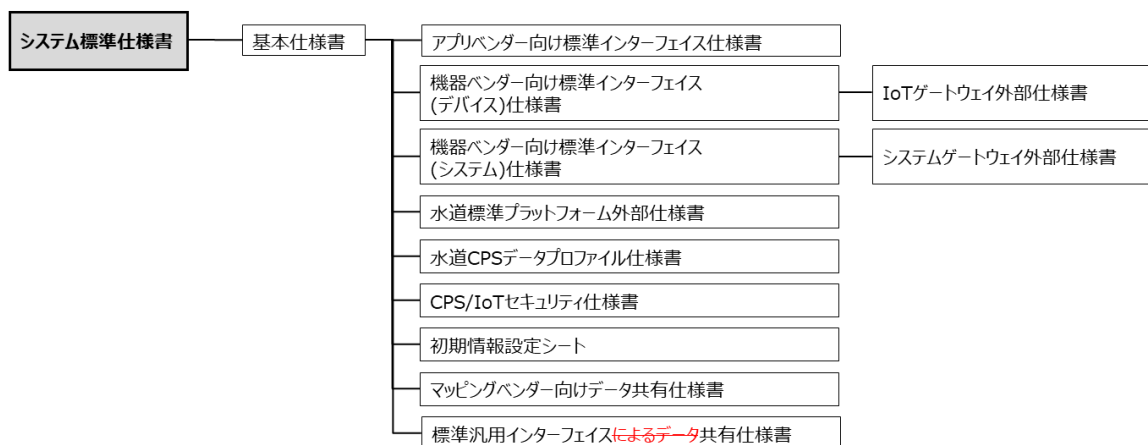 システム標準仕様書
基本仕様書
アプリベンダー向け標準インターフェイス仕様書
機器ベンダー向け標準インターフェイス
(デバイス)仕様書
IoTゲートウェイ外部仕様書
機器ベンダー向け標準インターフェイス
(システム)仕様書
システムゲートウェイ外部仕様書
水道標準プラットフォーム外部仕様書
水道CPSデータプロファイル仕様書
CPS/IoTセキュリティ仕様書
初期情報設定シート
マッピングベンダー向けデータ共有仕様書
標準汎用インターフェイスによるデータ共有仕様書